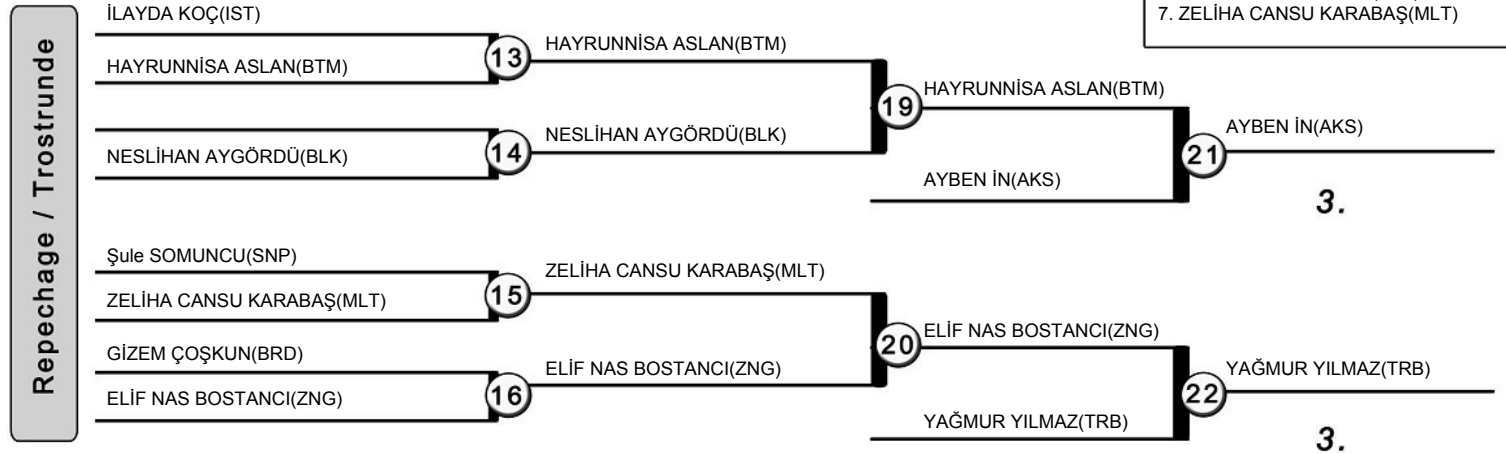 7. ZELİHA CANSU KARABAŞ(MLT)
Repechage / Trostrunde
İLAYDA KOÇ(IST)
HAYRUNNİSA ASLAN(BTM)
13
HAYRUNNİSA ASLAN(BTM)
NESLİHAN AYGÖRDÜ(BLK)
14
NESLİHAN AYGÖRDÜ(BLK)
19
HAYRUNNİSA ASLAN(BTM)
AYBEN İN(AKS)
21
AYBEN İN(AKS)
3.
Şule SOMUNCU(SNP)
ZELİHA CANSU KARABAŞ(MLT)
15
ZELİHA CANSU KARABAŞ(MLT)
GİZEM ÇOŞKUN(BRD)
ELİF NAS BOSTANCI(ZNG)
16
ELİF NAS BOSTANCI(ZNG)
20
ELİF NAS BOSTANCI(ZNG)
YAĞMUR YILMAZ(TRB)
22
YAĞMUR YILMAZ(TRB)
3.